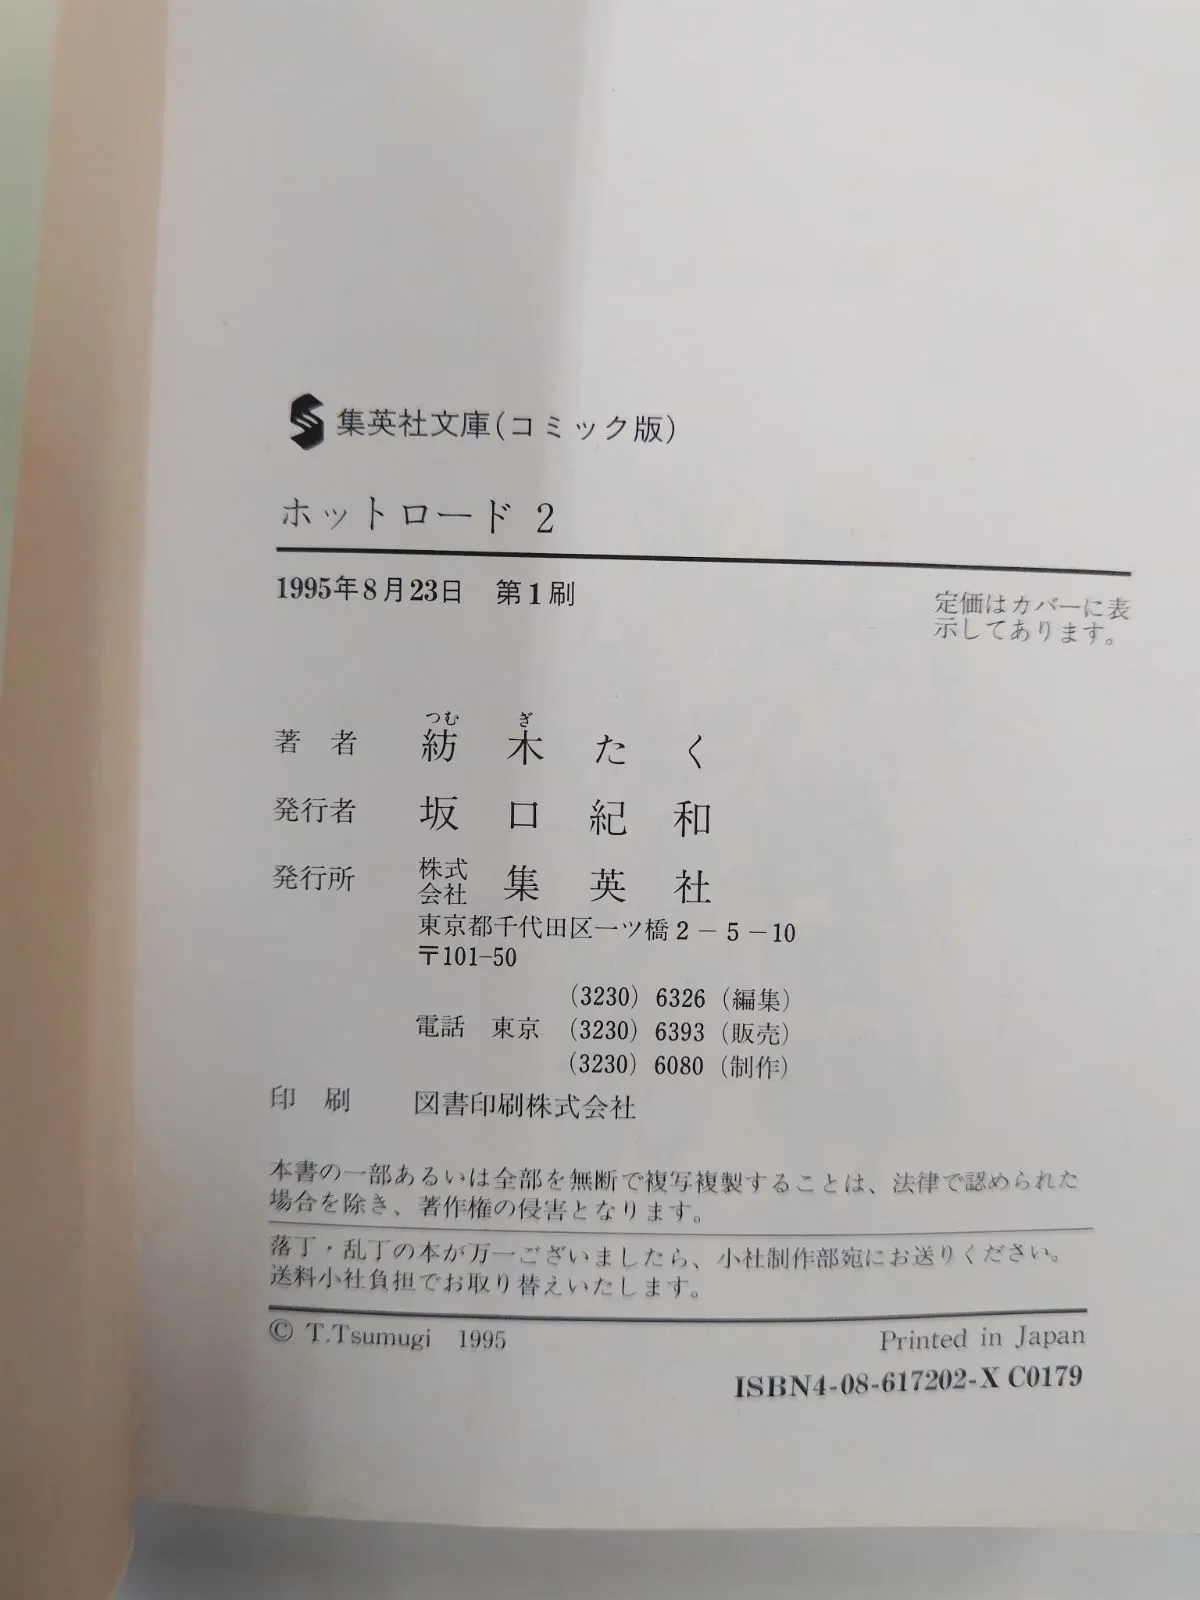 集英社文庫(コミック版)
ホットロード 2
1995年8月23日 第1刷
定価はカバーに表
示してあります。
つむ ぎ
著者 紡木たく
発行者 坂口紀和
発行所 株式会社 集英社
東京都千代田区一ツ橋2－5－10
〒101-50
(3230) 6326 (編集)
電話 東京 (3230) 6393 (販売)
(3230) 6080 (制作)
印刷 図書印刷株式会社
本書の一部あるいは全部を無断で複写複製することは、法律で認められた
場合を除き、著作権の侵害となります。
落丁・乱丁の本が万一ございましたら、小社制作部宛にお送りください。
送料小社負担でお取り替えいたします。
© T.Tsumugi 1995
Printed in Japan
ISBN4-08-617202-X C0179